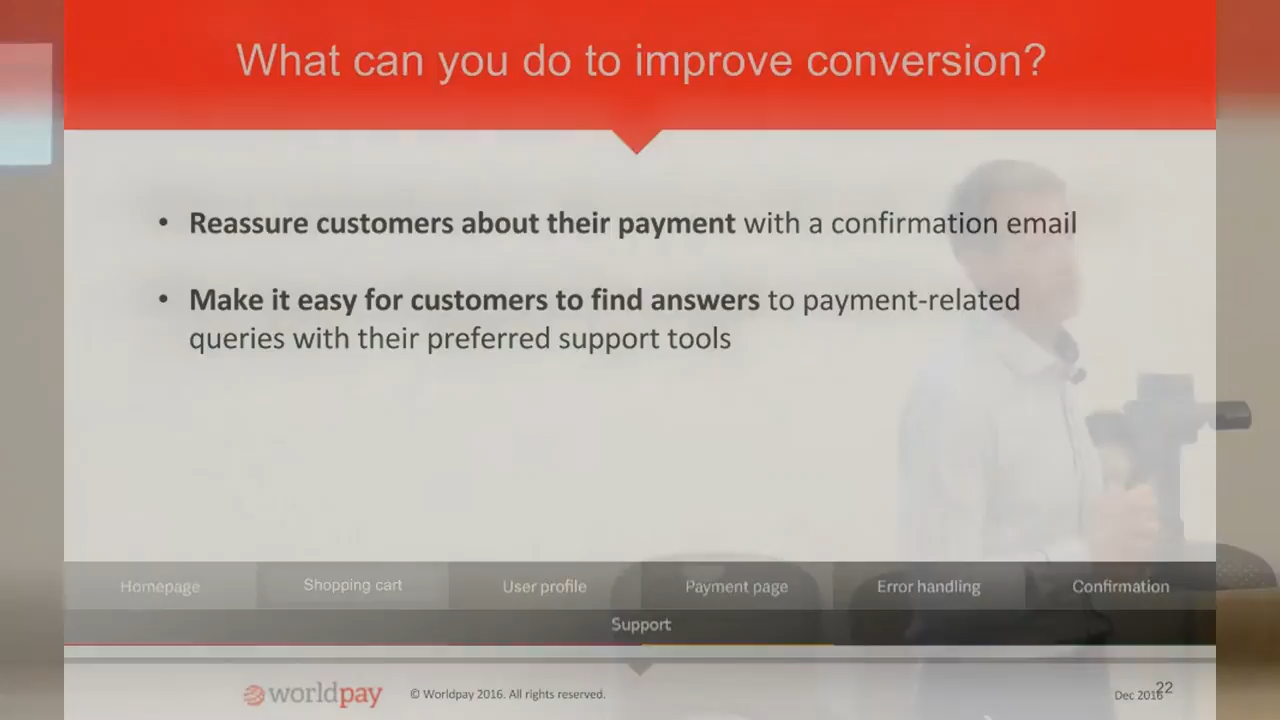 What can you do to improve conversion?
• Reassure customers about their payment with a confirmation email
• Make it easy for customers to find answers to payment-related
queries with their preferred support tools
Homepage
Shopping cart
User profile
Payment page
Error handling
Confirmation
Support
worldpay
© Worldpay 2016. All rights reserved.
Dec 2016
22